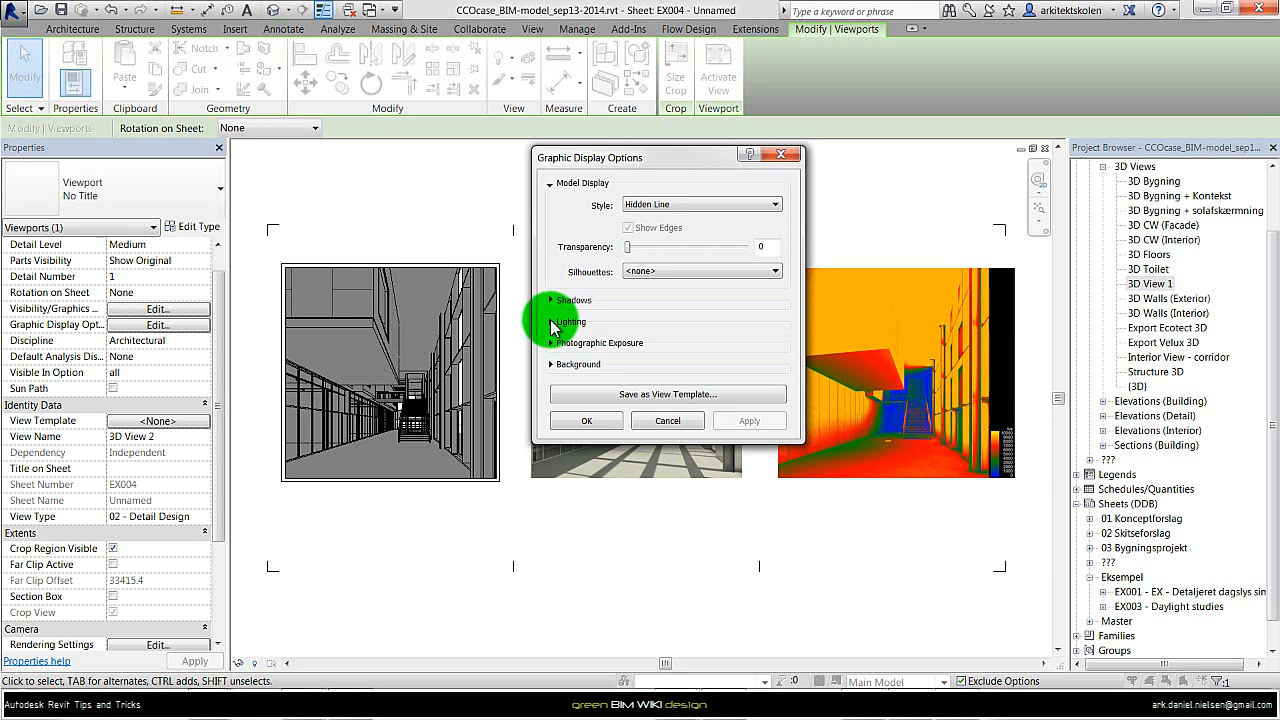 CCOcase_BIM-model_sep13-2014.rvt - Sheet: EX004 - Unnamed
Type a keyword or phrase
arkitektskolen
Architecture Structure Systems Insert Annotate Analyze Massing & Site Collaborate View Manage Add-Ins Flow Design Extensions Modify | Viewports
Modify
Paste
Notch
Cut
Join
Size Crop
Activate View
Select Properties Clipboard Geometry Modify View Measure Create Crop Viewport
Modify | Viewports
Rotation on Sheet: None
Properties
Viewport
No Title
Viewports (1)
Edit Type
Detail Level Medium
Parts Visibility Show Original
Detail Number 1
Rotation on Sheet None
Visibility/Graphics ... Edit...
Graphic Display Opt... Edit...
Discipline Architectural
Default Analysis Dis... None
Visible In Option all
Sun Path
Identity Data
View Template <None>
View Name 3D View 2
Dependency Independent
Title on Sheet
Sheet Number EX004
Sheet Name Unnamed
View Type 02 - Detail Design
Extents
Crop Region Visible
Far Clip Active
Far Clip Offset 33415.4
Section Box
Crop View
Camera
Rendering Settings Edit...
Properties help
Apply
Graphic Display Options
Model Display
Style: Hidden Line
Show Edges
Transparency: 0
Silhouettes: <none>
Shadows
Lighting
Photographic Exposure
Background
Save as View Template...
OK Cancel Apply
Project Browser - CCOcase_BIM-model_sep1...
3D Views
3D Bygning
3D Bygning + Kontekst
3D Bygning + solafskærmning
3D CW (Facade)
3D CW (Interior)
3D Floors
3D Toilet
3D View 1
3D Walls (Exterior)
3D Walls (Interior)
Export Ecotect 3D
Export Velux 3D
Interior View - corridor
Structure 3D
{3D}
Elevations (Building)
Elevations (Detail)
Elevations (Interior)
Sections (Building)
???
Legends
Schedules/Quantities
Sheets (DDB)
01 Konceptforslag
02 Skitseforslag
03 Bygningsprojekt
???
Eksempel
EX001 - EX - Detaljeret dagslys sim
EX003 - Daylight studies
Master
Families
Groups
Click to select, TAB for alternates, CTRL adds, SHIFT unselects.
:0
Main Model
Exclude Options
:1
Autodesk Revit Tips and Tricks
green BIM WIKI design
ark.daniel.nielsen@gmail.com